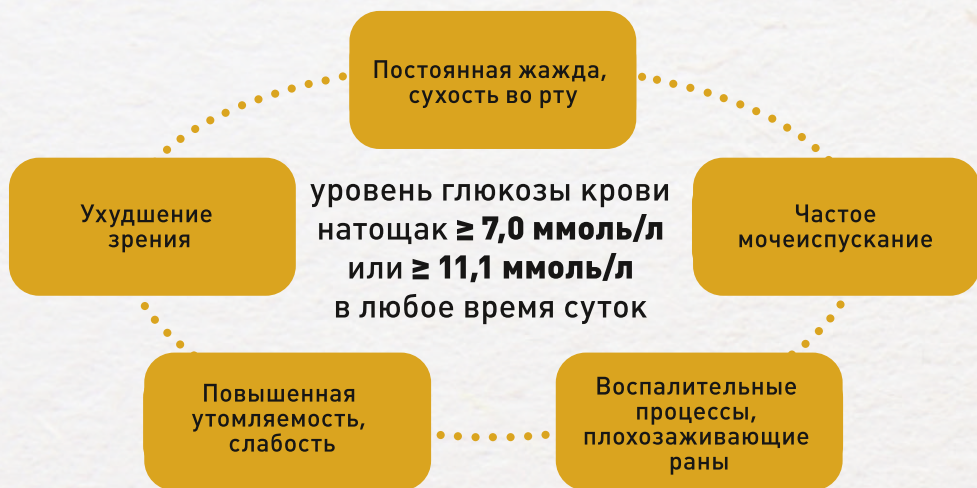 Постоянная жажда,
сухость во рту
Ухудшение
зрения
уровень глюкозы крови
натощак ≥ 7,0 ммоль/л
или ≥ 11,1 ммоль/л
в любое время суток
Частое
мочеиспускание
Повышенная
утомляемость,
слабость
Воспалительные
процессы,
плохозаживающие
раны